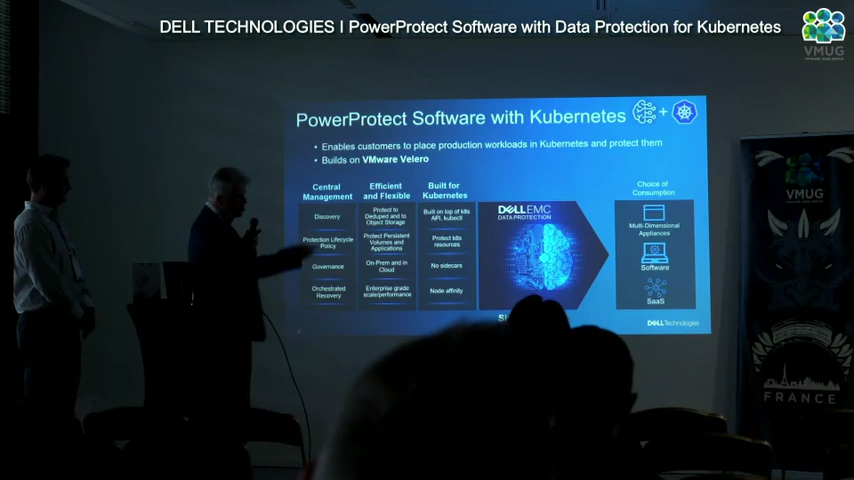 DELL TECHNOLOGIES I PowerProtect Software with Data Protection for Kubernetes
VMUG
PowerProtect Software with Kubernetes
+
• Enables customers to place production workloads in Kubernetes and protect them
• Builds on VMware Velero
Central
Management
Discovery
Protection Lifecycle
Policy
Governance
Orchestrated
Recovery
Efficient
and Flexible
Protect to
Deduped and to
Object Storage
Protect Persistent
Volumes and
Applications
On-Prem and in
Cloud
Enterprise grade
scale/performance
Built for
Kubernetes
Built on top of k8s
API, kubectl
Protect k8s
resources
No sidecars
Node affinity
DELLEMC
DATA PROTECTION
Choice of
Consumption
Multi-Dimensional
Appliances
Software
SaaS
DELLTechnologies
VMUG
FRANCE